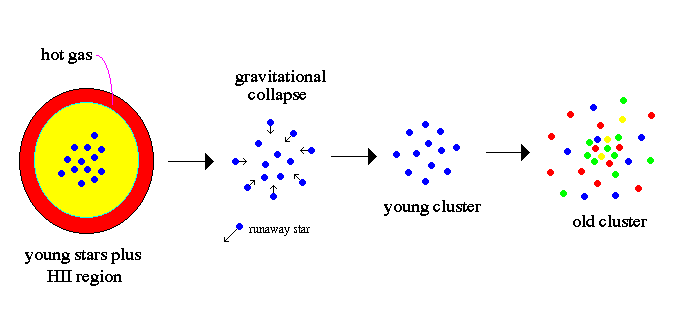 hot gas
gravitational
collapse
runaway star
young stars plus
HII region
young cluster
old cluster